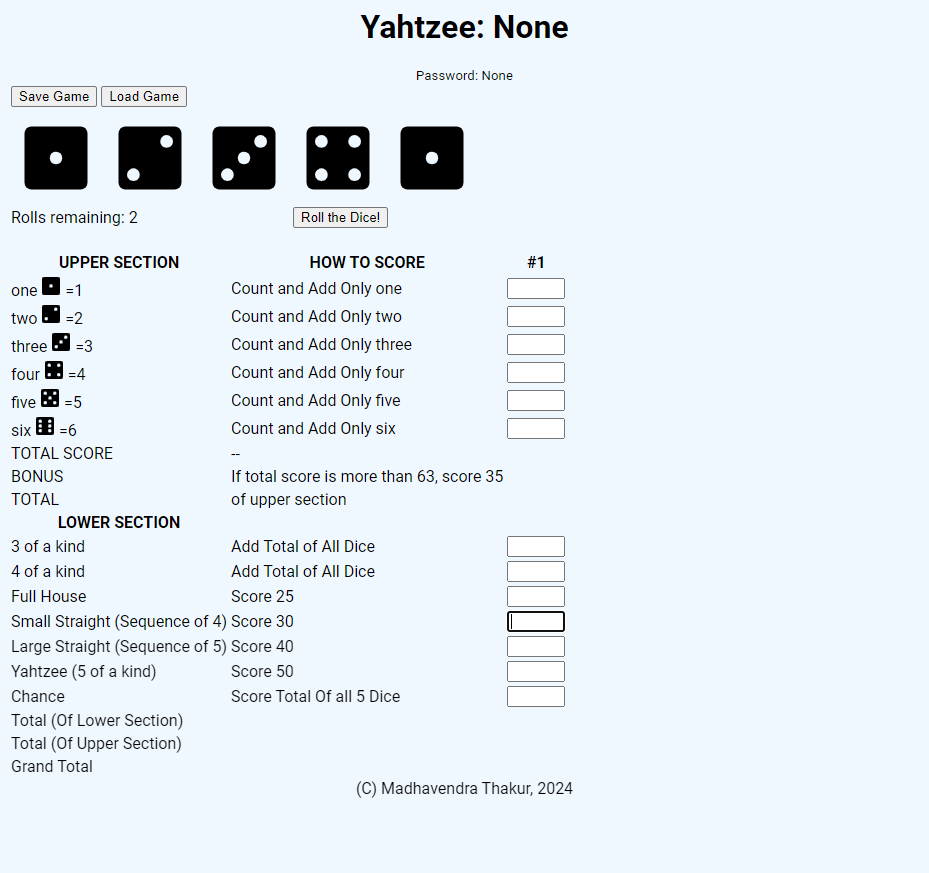 Yahtzee: None
Password: None
Save Game Load Game
Rolls remaining: 2 Roll the Dice!
UPPER SECTION HOW TO SCORE #1
one =1 Count and Add Only one
two =2 Count and Add Only two
three =3 Count and Add Only three
four =4 Count and Add Only four
five =5 Count and Add Only five
six =6 Count and Add Only six
TOTAL SCORE --
BONUS If total score is more than 63, score 35
TOTAL of upper section
LOWER SECTION
3 of a kind Add Total of All Dice
4 of a kind Add Total of All Dice
Full House Score 25
Small Straight (Sequence of 4) Score 30
Large Straight (Sequence of 5) Score 40
Yahtzee (5 of a kind) Score 50
Chance Score Total Of all 5 Dice
Total (Of Lower Section)
Total (Of Upper Section)
Grand Total
(C) Madhavendra Thakur, 2024